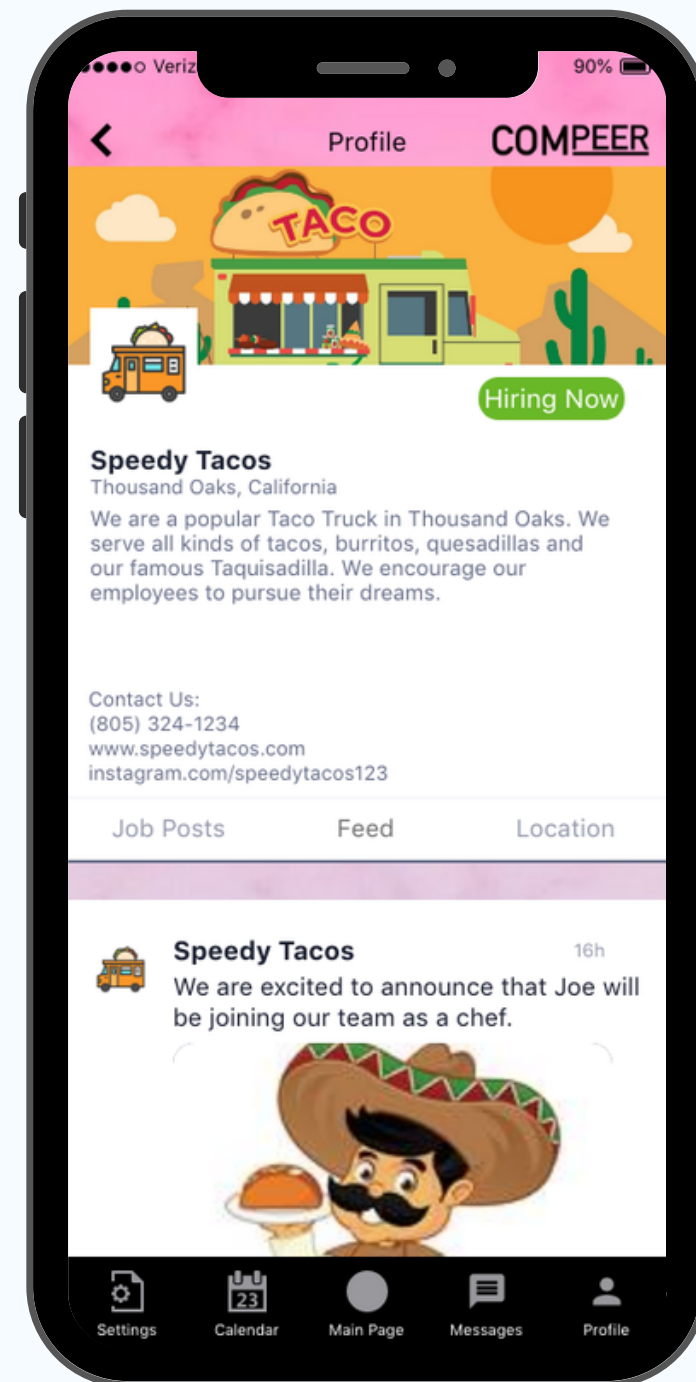 Veriz
90%
Profile
COMPEER
TACO
Hiring Now
Speedy Tacos
Thousand Oaks, California
We are a popular Taco Truck in Thousand Oaks. We
serve all kinds of tacos, burritos, quesadillas and
our famous Taquisadilla. We encourage our
employees to pursue their dreams.
Contact Us:
(805) 324-1234
www.speedytacos.com
instagram.com/speedytacos123
Job Posts
Feed
Location
Speedy Tacos
16h
We are excited to announce that Joe will
be joining our team as a chef.
23
Settings
Calendar
Main Page
Messages
Profile